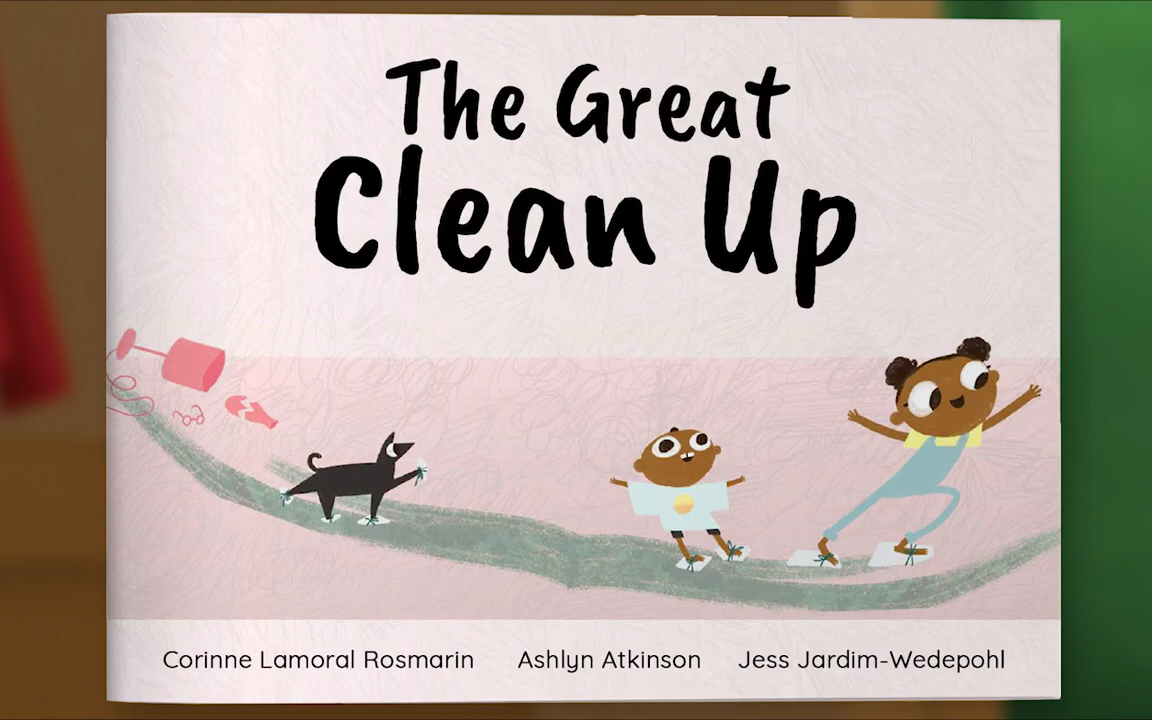 The Great
Clean Up
Corinne Lamoral Rosmarin Ashlyn Atkinson Jess Jardim-Wedepohl